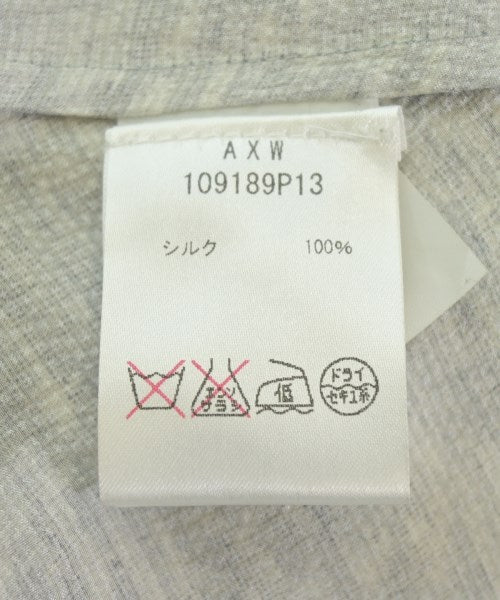 AXW
109189P13
シルク 100%
エンソ
サラシ
低
ドライ
セキユ系